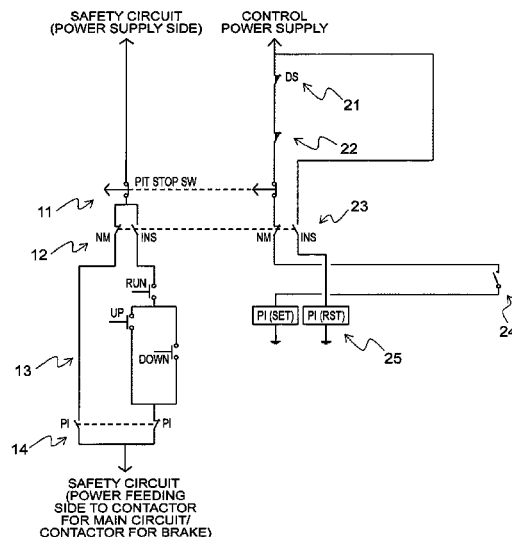 SAFETY CIRCUIT
(POWER SUPPLY SIDE)
CONTROL
POWER SUPPLY
DS
21
22
PIT STOP SW
11
23
12
NM
INS
NM
INS
RUN
UP
PI (SET)
PI (RST)
24
DOWN
25
13
PI
PI
14
SAFETY CIRCUIT
(POWER FEEDING
SIDE TO CONTACTOR
FOR MAIN CIRCUIT/
CONTACTOR FOR BRAKE)